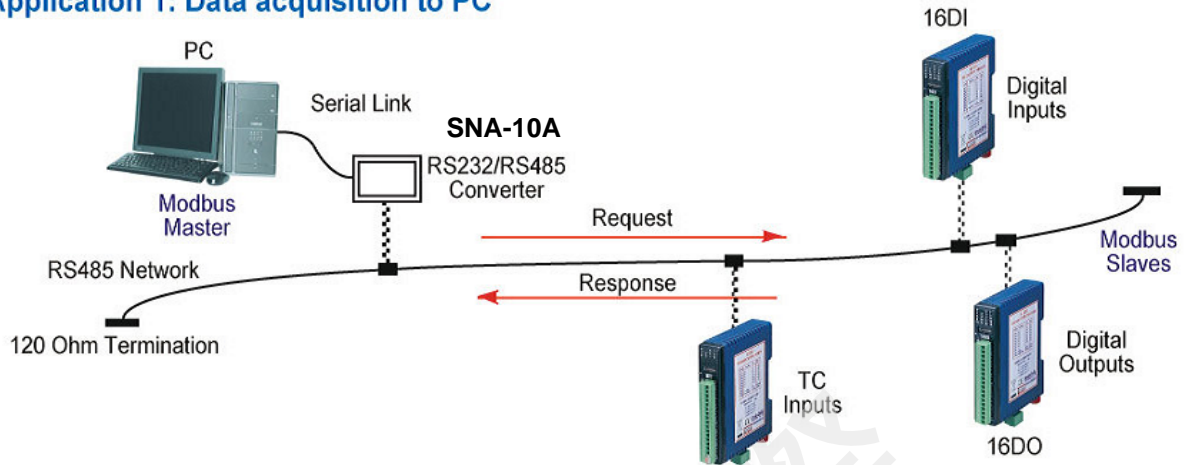 Application 1: Data acquisition to PC
PC
Serial Link
SNA-10A
RS232/RS485
Converter
Modbus
Master
RS485 Network
120 Ohm Termination
Request
Response
16DI
Digital
Inputs
Modbus
Slaves
TC
Inputs
Digital
Outputs
16DO